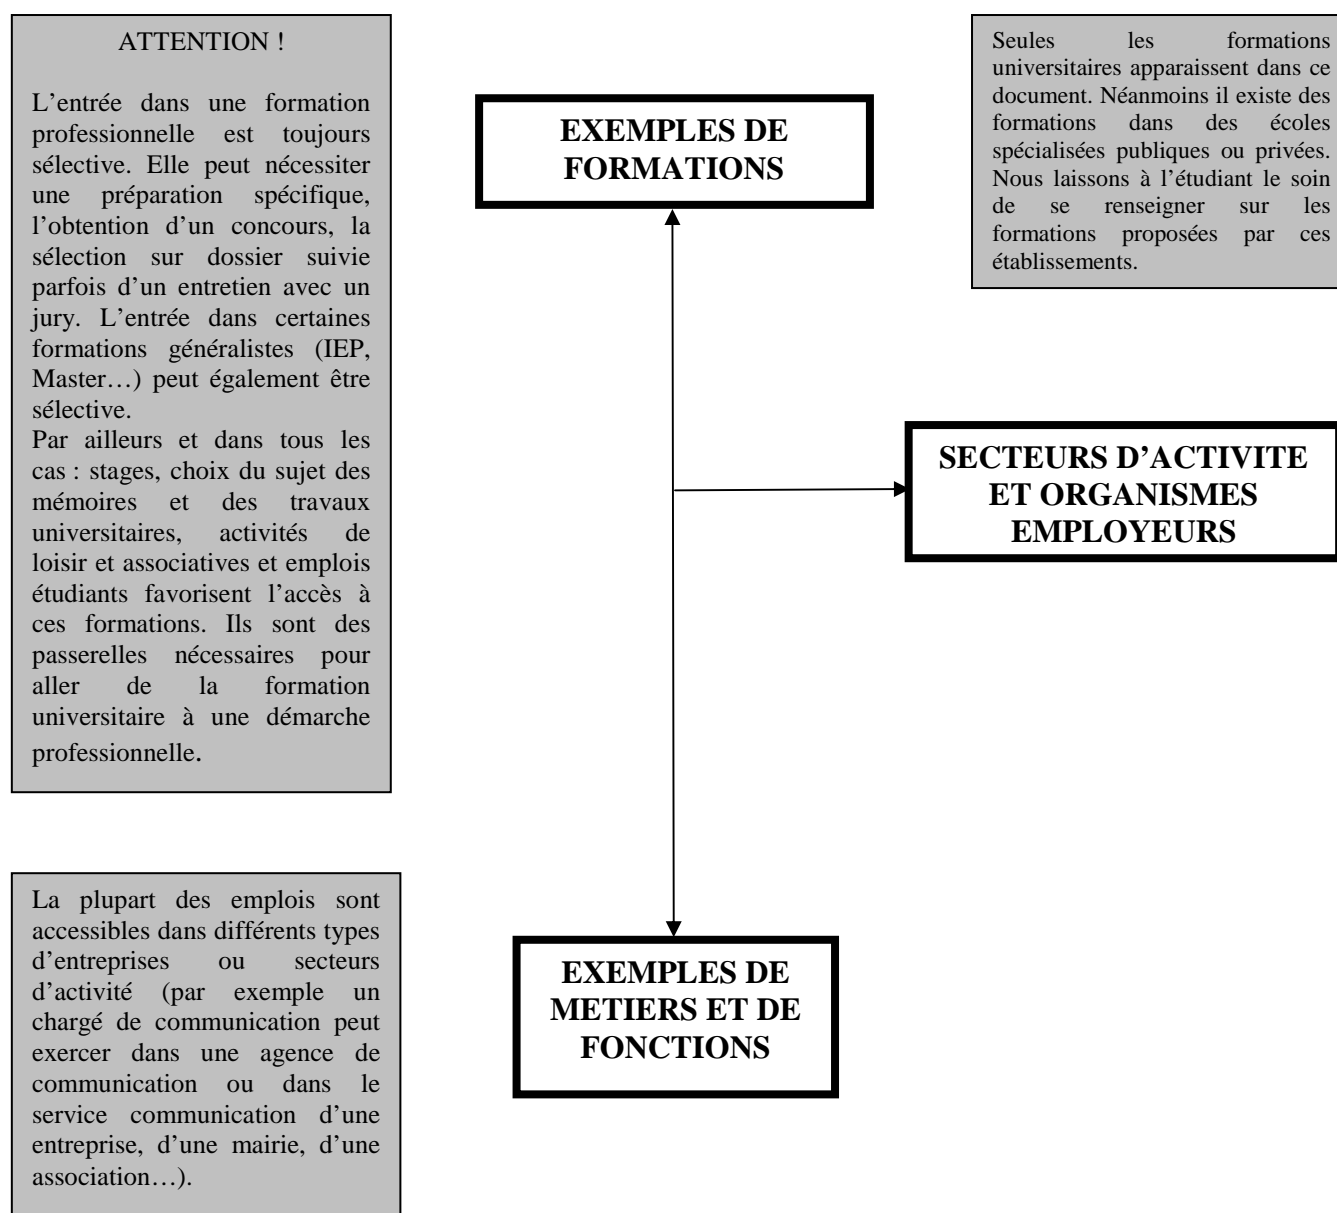 ATTENTION !
L’entrée dans une formation
professionnelle est toujours
sélective. Elle peut nécessiter
une préparation spécifique,
l’obtention d’un concours, la
sélection sur dossier suivie
parfois d’un entretien avec un
jury. L’entrée dans certaines
formations généralistes (IEP,
Master…) peut également être
sélective.
Par ailleurs et dans tous les
cas : stages, choix du sujet des
mémoires et des travaux
universitaires, activités de
loisir et associatives et emplois
étudiants favorisent l’accès à
ces formations. Ils sont des
passerelles nécessaires pour
aller de la formation
universitaire à une démarche
professionnelle.
EXEMPLES DE
FORMATIONS
Seules les formations
universitaires apparaissent dans ce
document. Néanmoins il existe des
formations dans des écoles
spécialisées publiques ou privées.
Nous laissons à l’étudiant le soin
de se renseigner sur les
formations proposées par ces
établissements.
SECTEURS D’ACTIVITE
ET ORGANISMES
EMPLOYEURS
La plupart des emplois sont
accessibles dans différents types
d’entreprises ou secteurs
d’activité (par exemple un
chargé de communication peut
exercer dans une agence de
communication ou dans le
service communication d’une
entreprise, d’une mairie, d’une
association…).
EXEMPLES DE
METIERS ET DE
FONCTIONS